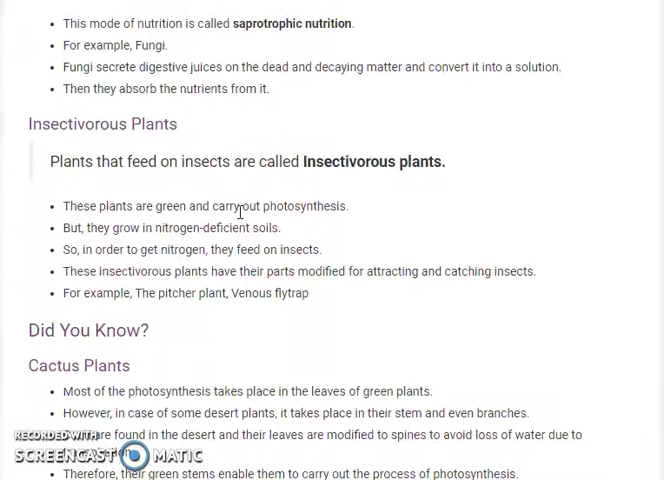 This mode of nutrition is called saprotrophic nutrition.
For example, Fungi.
Fungi secrete digestive juices on the dead and decaying matter and convert it into a solution.
Then they absorb the nutrients from it.
Insectivorous Plants
Plants that feed on insects are called Insectivorous plants.
These plants are green and carry out photosynthesis.
But, they grow in nitrogen-deficient soils.
So, in order to get nitrogen, they feed on insects.
These insectivorous plants have their parts modified for attracting and catching insects.
For example, The pitcher plant, Venous flytrap
Did You Know?
Cactus Plants
Most of the photosynthesis takes place in the leaves of green plants.
However, in case of some desert plants, it takes place in their stem and even branches.
are found in the desert and their leaves are modified to spines to avoid loss of water due to
RECORDED WITH
SCREENCAST MATIC
Therefore, their green stems enable them to carry out the process of photosynthesis.